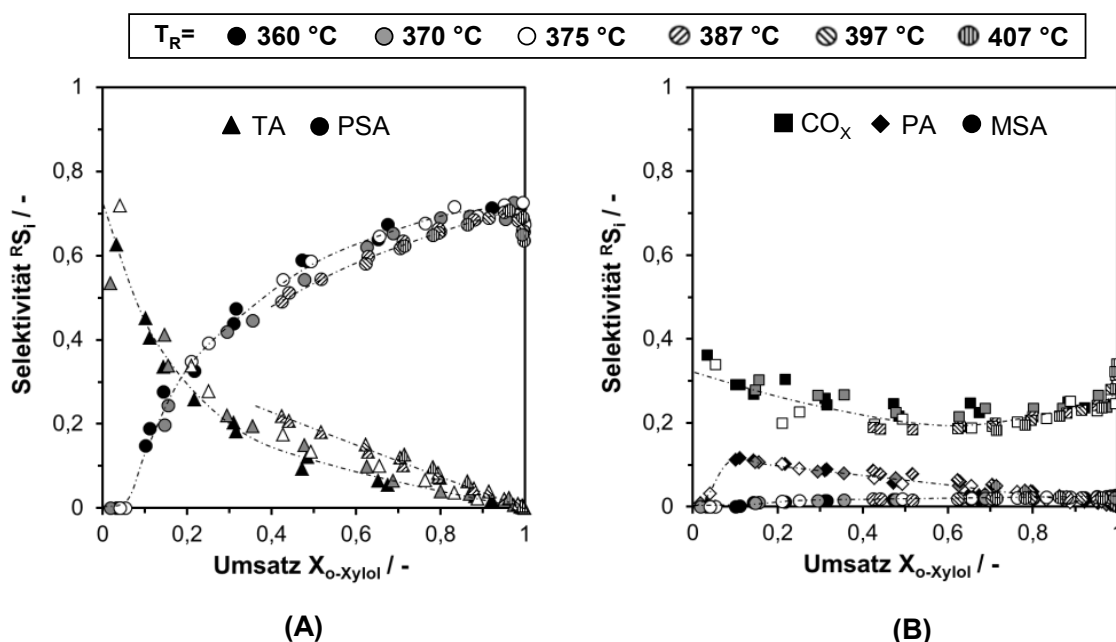 T_R= 360 °C 370 °C 375 °C 387 °C 397 °C 407 °C
TA PSA
Selektivität ᴿS_i / -
1
0,8
0,6
0,4
0,2
0
0 0,2 0,4 0,6 0,8 1
Umsatz X_o-Xylol / -
(A)
CO_X PA MSA
Selektivität ᴿS_i / -
1
0,8
0,6
0,4
0,2
0
0 0,2 0,4 0,6 0,8 1
Umsatz X_o-Xylol / -
(B)